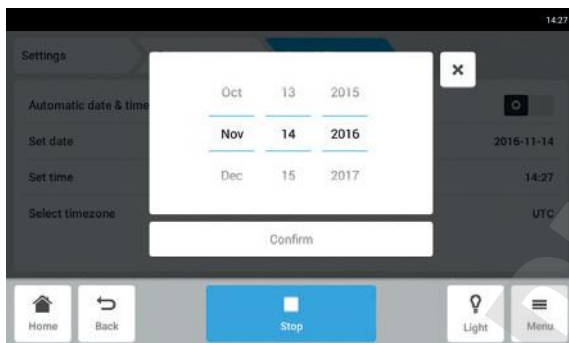 14:27
Settings
Oct 13 2015
Automatic date & time
Nov 14 2016
Set date 2016-11-14
Dec 15 2017
Set time 14:27
Select timezone UTC
Confirm
Home Back Stop Light Menu